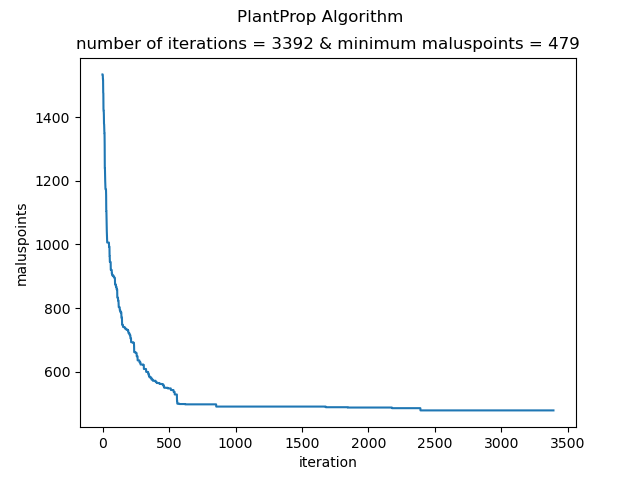 PlantProp Algorithm
number of iterations = 3392 & minimum maluspoints = 479
1400
1200
1000
800
600
maluspoints
0 500 1000 1500 2000 2500 3000 3500
iteration